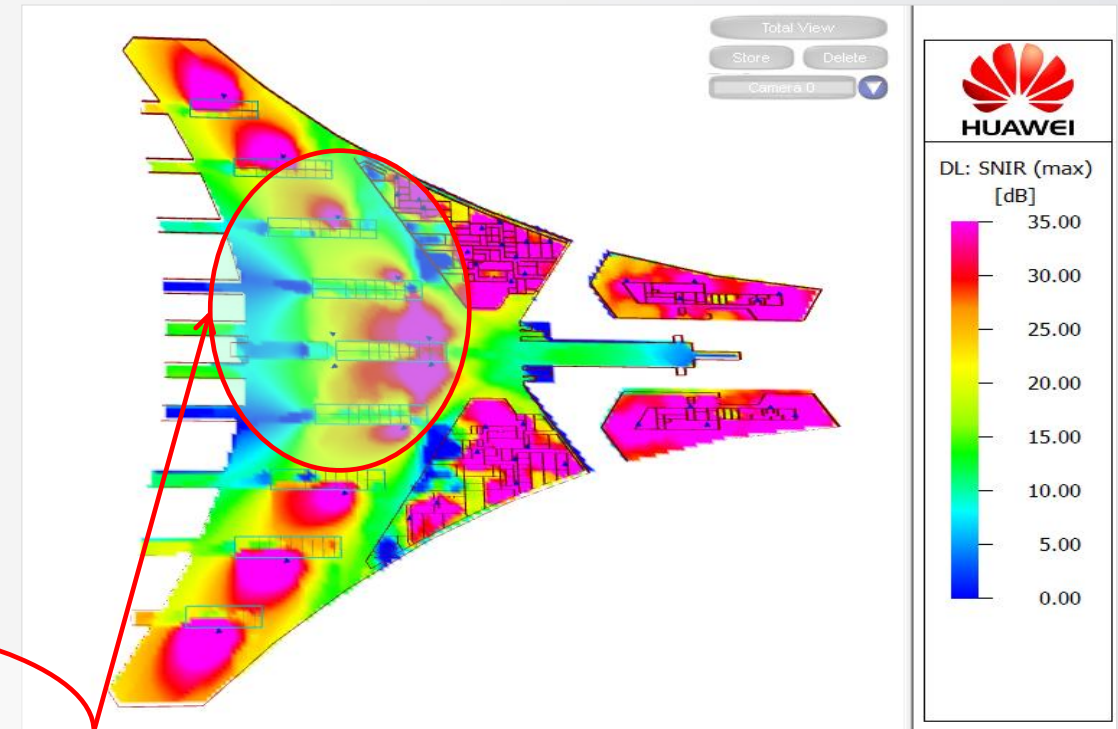 Total View
Store
Delete
Camera 0
HUAWEI
DL: SNIR (max)
[dB]
35.00
30.00
25.00
20.00
15.00
10.00
5.00
0.00